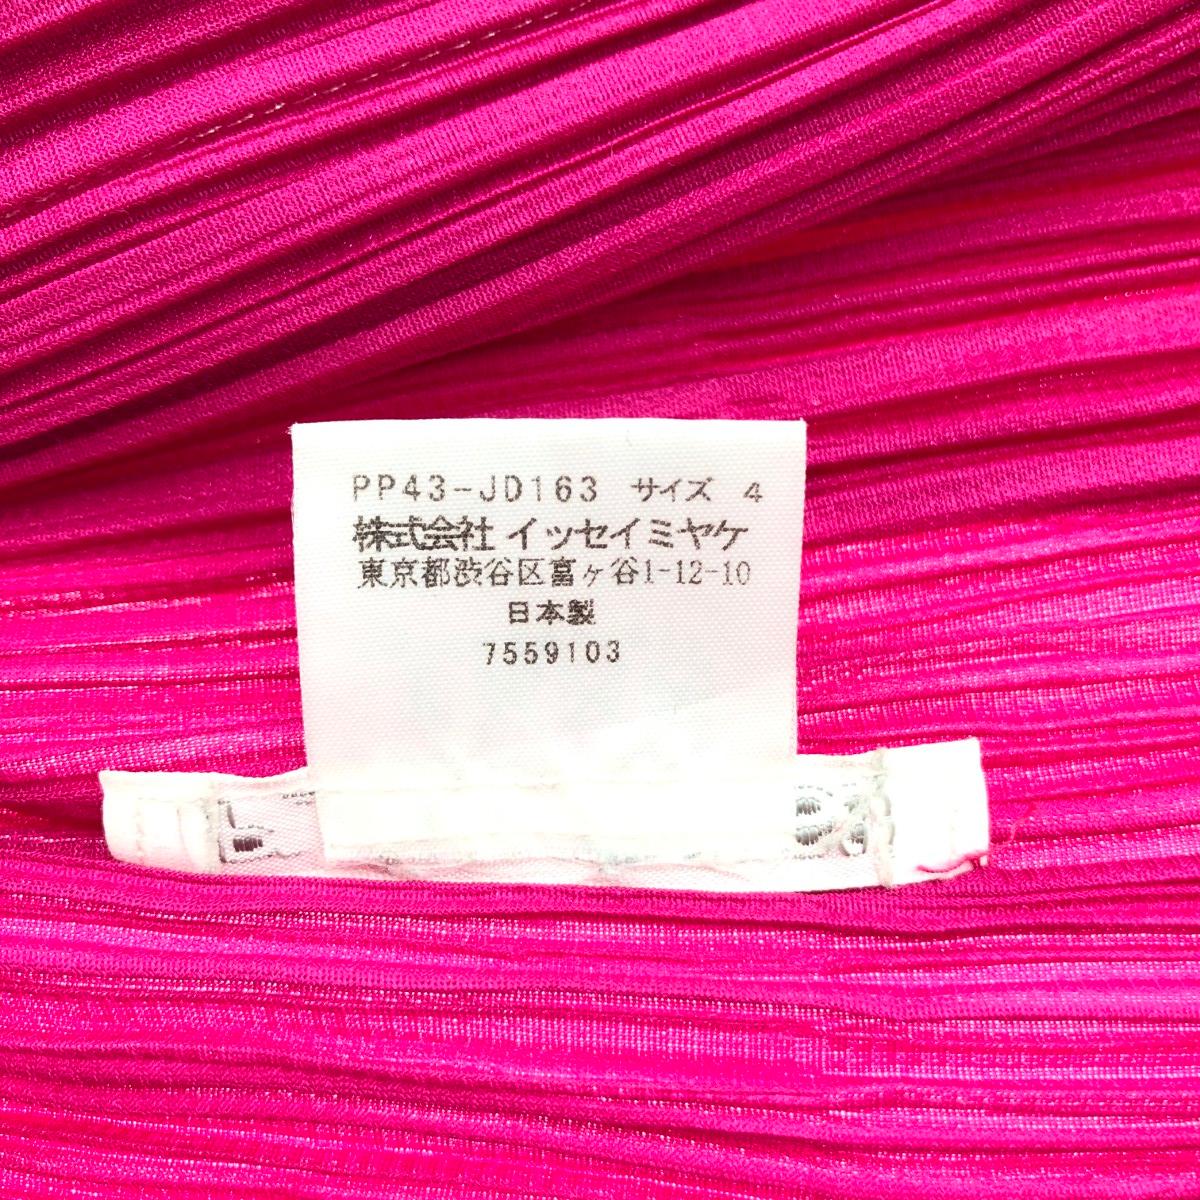 PP43-JD163 サイズ 4
株式会社 イッセイミヤケ
東京都渋谷区富ヶ谷1-12-10
日本製
7559103